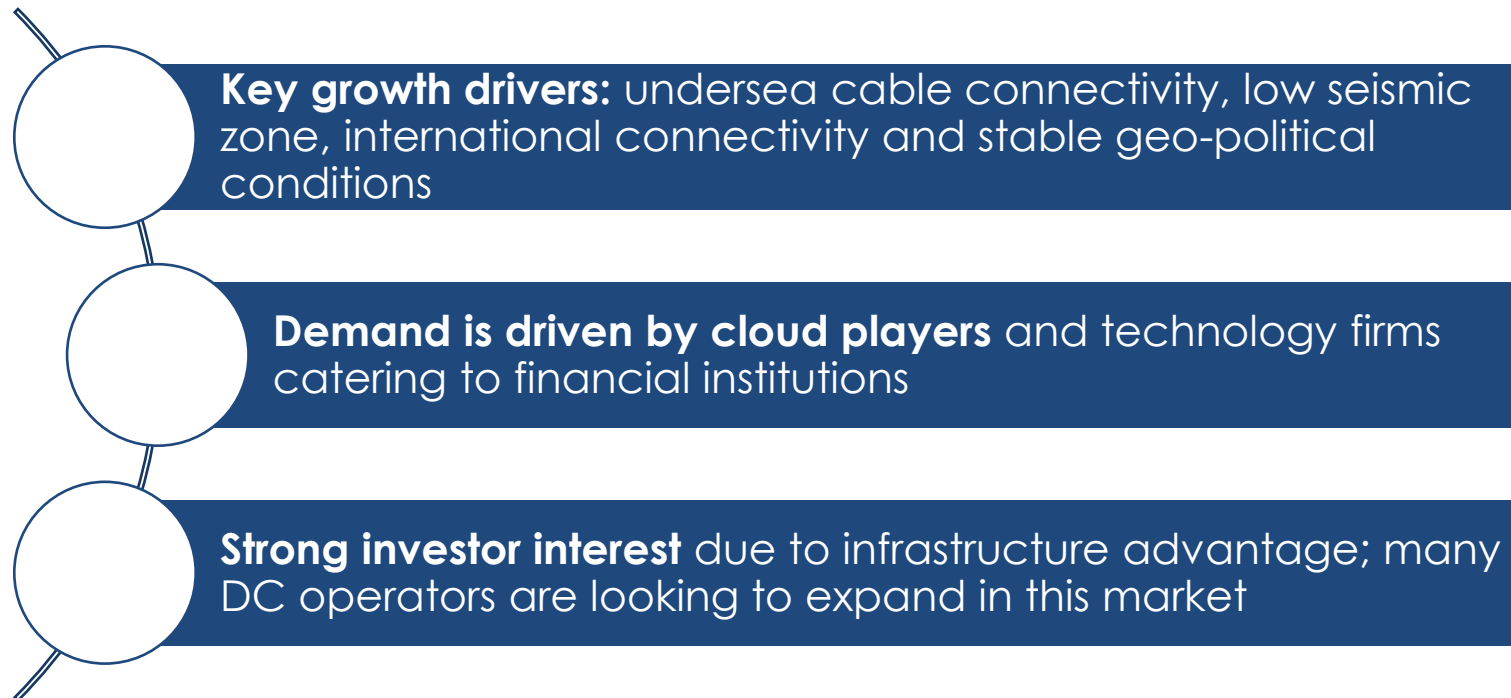 Key growth drivers: undersea cable connectivity, low seismic
zone, international connectivity and stable geo-political
conditions
Demand is driven by cloud players and technology firms
catering to financial institutions
Strong investor interest due to infrastructure advantage; many
DC operators are looking to expand in this market